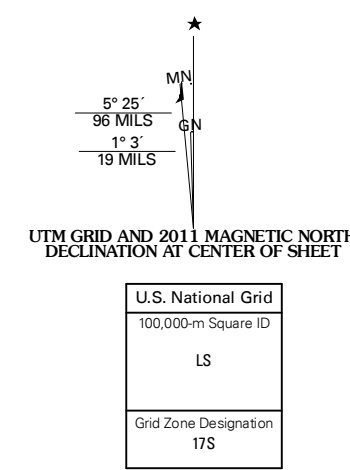 ★
MN
5° 25´
96 MILS
GN
1° 3´
19 MILS
UTM GRID AND 2011 MAGNETIC NORTH
DECLINATION AT CENTER OF SHEET
U.S. National Grid
100,000-m Square ID
LS
Grid Zone Designation
17S